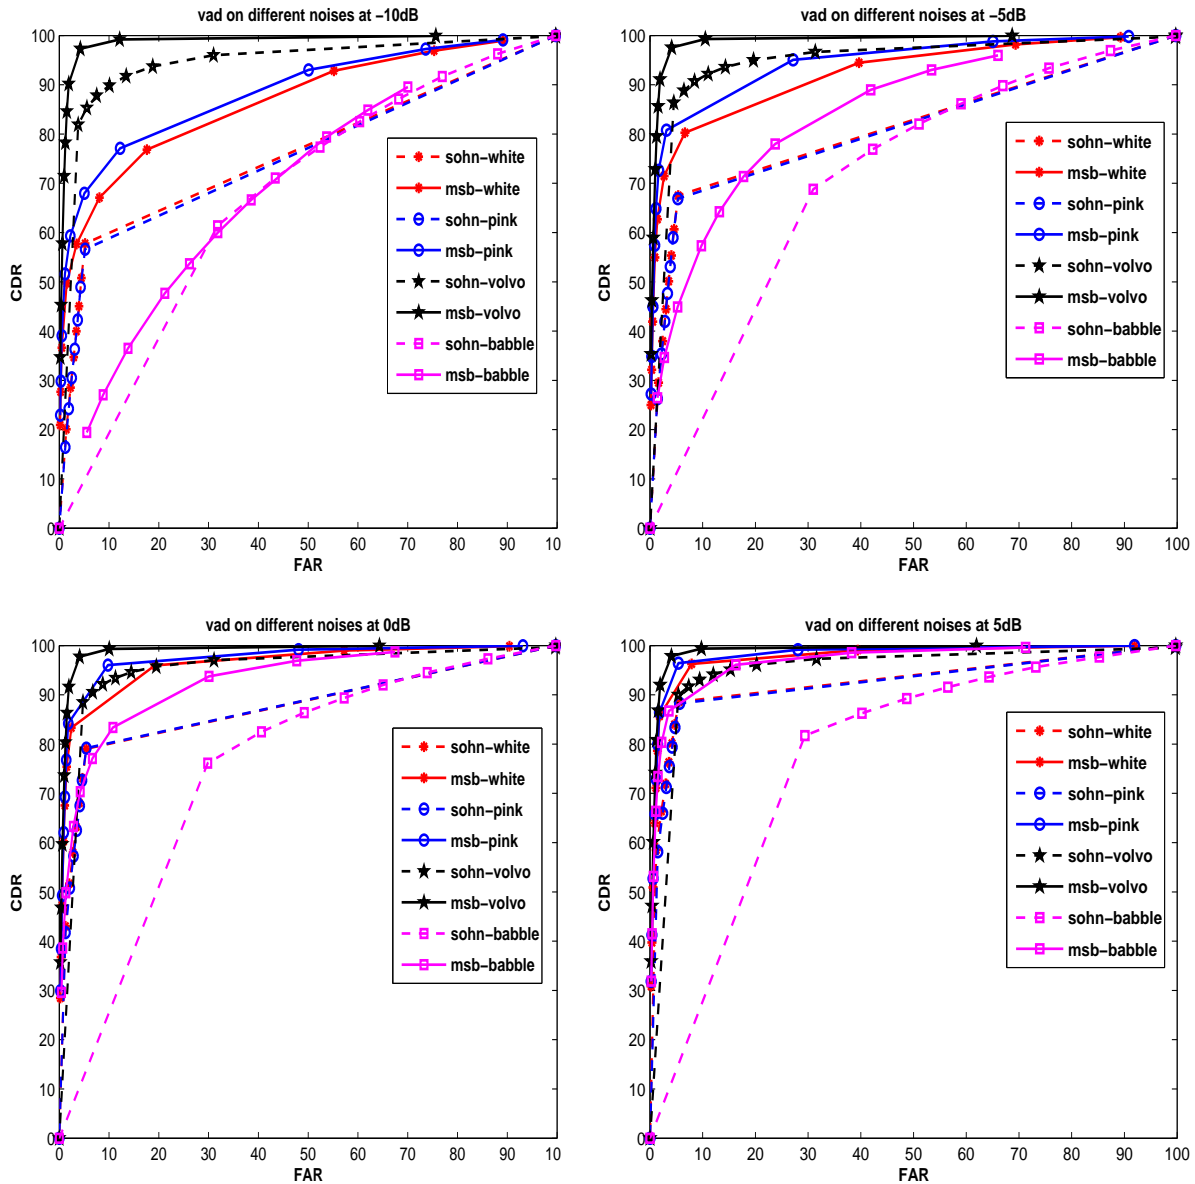 vad on different noises at −10dB
100
90
80
70
60
50
40
30
20
10
0
CDR
0 10 20 30 40 50 60 70 80 90 10
FAR
sohn−white
msb−white
sohn−pink
msb−pink
sohn−volvo
msb−volvo
sohn−babble
msb−babble
vad on different noises at −5dB
100
90
80
70
60
50
40
30
20
10
0
CDR
0 10 20 30 40 50 60 70 80 90 100
FAR
sohn−white
msb−white
sohn−pink
msb−pink
sohn−volvo
msb−volvo
sohn−babble
msb−babble
vad on different noises at 0dB
100
90
80
70
60
50
40
30
20
10
0
CDR
0 10 20 30 40 50 60 70 80 90 10
FAR
sohn−white
msb−white
sohn−pink
msb−pink
sohn−volvo
msb−volvo
sohn−babble
msb−babble
vad on different noises at 5dB
100
90
80
70
60
50
40
30
20
10
0
CDR
0 10 20 30 40 50 60 70 80 90 100
FAR
sohn−white
msb−white
sohn−pink
msb−pink
sohn−volvo
msb−volvo
sohn−babble
msb−babble